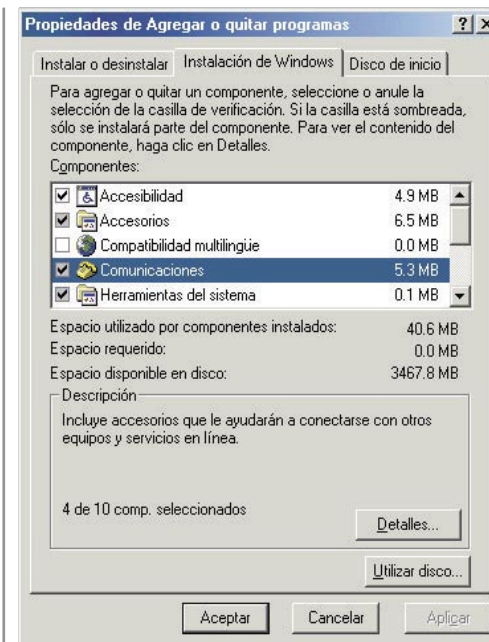 Propiedades de Agregar o quitar programas
Instalar o desinstalar Instalación de Windows Disco de inicio
Para agregar o quitar un componente, seleccione o anule la
selección de la casilla de verificación. Si la casilla está sombreada,
sólo se instalará parte del componente. Para ver el contenido del
componente, haga clic en Detalles.
Componentes:
Accesibilidad 4.9 MB
Accesorios 6.5 MB
Compatibilidad multilingüe 0.0 MB
Comunicaciones 5.3 MB
Herramientas del sistema 0.1 MB
Espacio utilizado por componentes instalados: 40.6 MB
Espacio requerido: 0.0 MB
Espacio disponible en disco: 3467.8 MB
Descripción
Incluye accesorios que le ayudarán a conectarse con otros
equipos y servicios en línea.
4 de 10 comp. seleccionados
Detalles...
Utilizar disco...
Aceptar Cancelar Aplicar